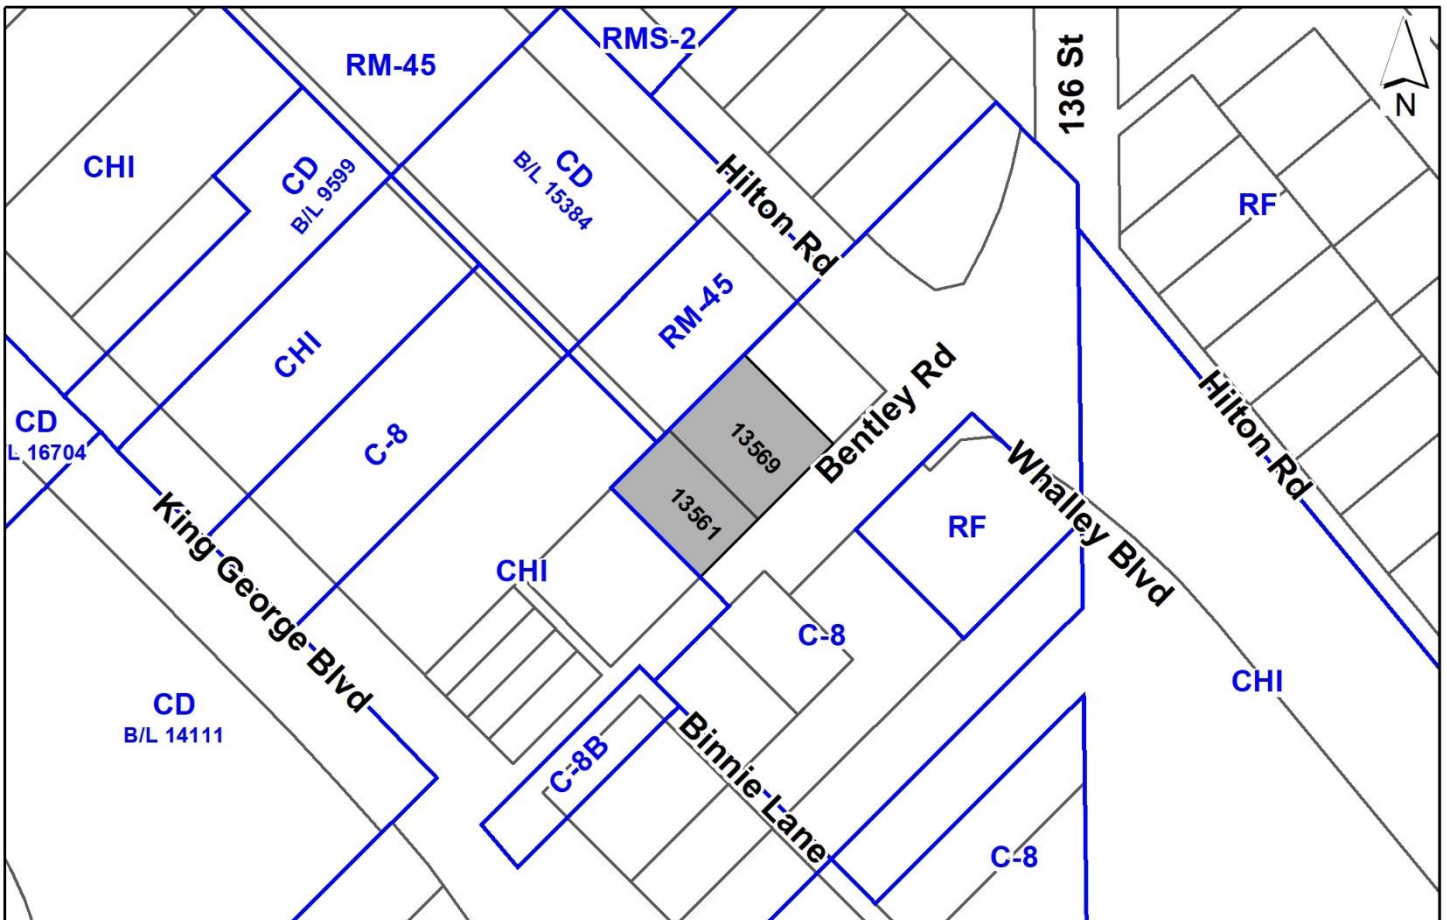 RMS-2
RM-45
136 St
N
CHI
CD
B/L 9599
CD
B/L 15384
Hilton Rd
RF
RM-45
CHI
Bentley Rd
Hilton Rd
CD
L 16704
C-8
13569
13561
Whalley Blvd
RF
King George Blvd
CHI
C-8
CHI
CD
B/L 14111
C-8B
Binnie Lane
C-8